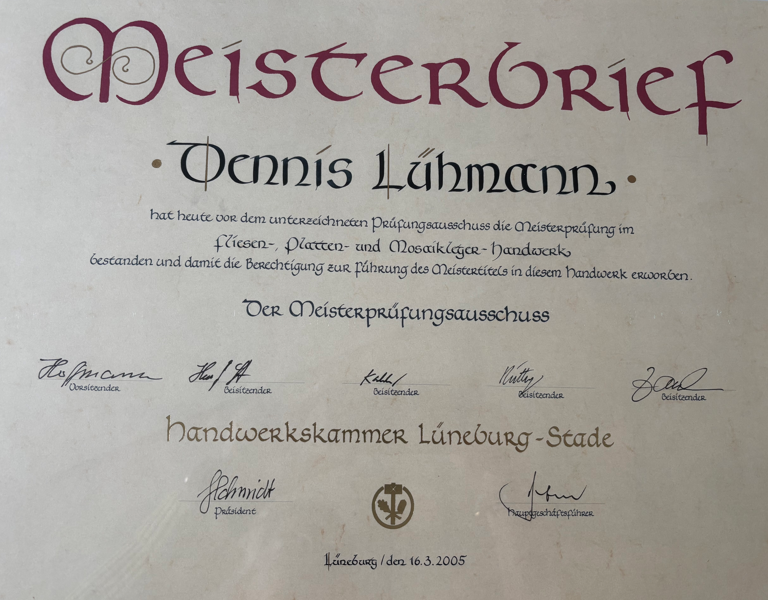 Meisterbrief
· Dennis Lühmann ·
hat heute vor dem unterzeichneten Prüfungsausschuss die Meisterprüfung im
Fliesen-, Platten- und Mosaikleger-Handwerk
bestanden und damit die Berechtigung zur Führung des Meistertitels in diesem Handwerk erworben.
Der Meisterprüfungsausschuss
Hoffmann
Vorsitzender Beisitzender Beisitzender Beisitzender Beisitzender
Handwerkskammer Lüneburg-Stade
Schmidt
Präsident Hauptgeschäftsführer
Lüneburg / den 16.3.2005